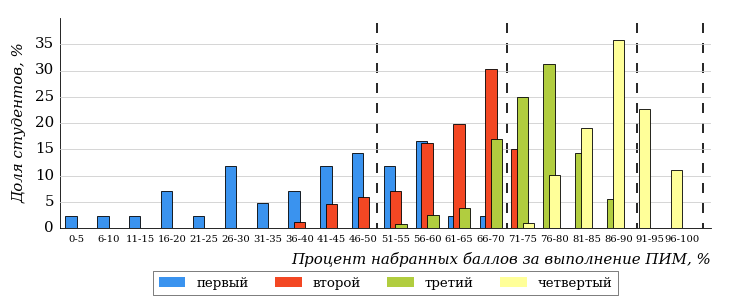 Доля студентов, %
35
30
25
20
15
10
5
0
0-5 6-10 11-15 16-20 21-25 26-30 31-35 36-40 41-45 46-50 51-55 56-60 61-65 66-70 71-75 76-80 81-85 86-90 91-95 96-100
Процент набранных баллов за выполнение ПИМ, %
первый второй третий четвертый